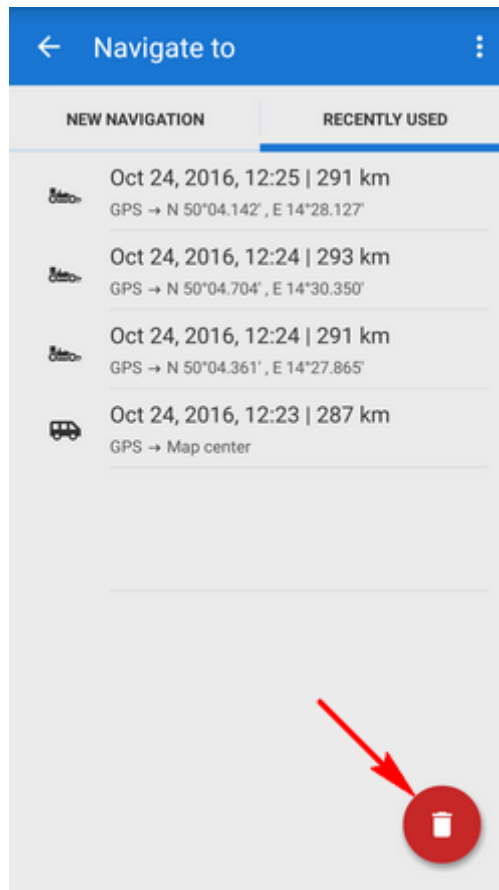 Navigate to
NEW NAVIGATION RECENTLY USED
Oct 24, 2016, 12:25 | 291 km
GPS → N 50°04.142' , E 14°28.127'
Oct 24, 2016, 12:24 | 293 km
GPS → N 50°04.704' , E 14°30.350'
Oct 24, 2016, 12:24 | 291 km
GPS → N 50°04.361' , E 14°27.865'
Oct 24, 2016, 12:23 | 287 km
GPS → Map center